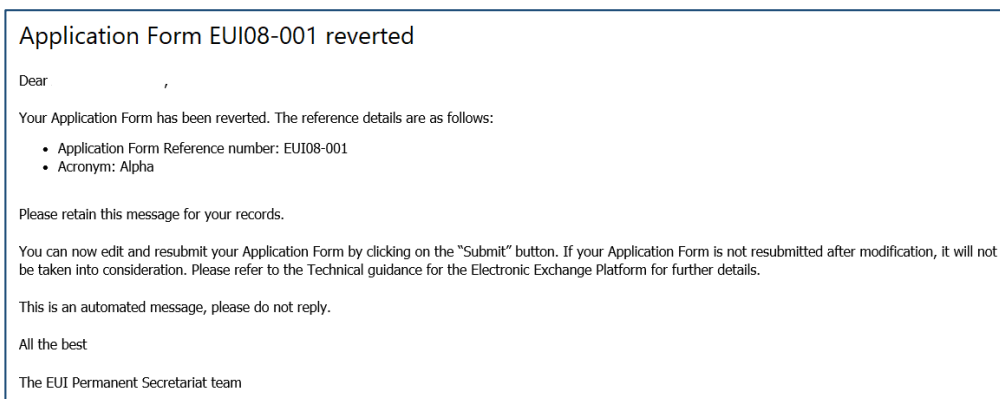 Application Form EUI08-001 reverted
Dear ,
Your Application Form has been reverted. The reference details are as follows:
• Application Form Reference number: EUI08-001
• Acronym: Alpha
Please retain this message for your records.
You can now edit and resubmit your Application Form by clicking on the “Submit” button. If your Application Form is not resubmitted after modification, it will not
be taken into consideration. Please refer to the Technical guidance for the Electronic Exchange Platform for further details.
This is an automated message, please do not reply.
All the best
The EUI Permanent Secretariat team